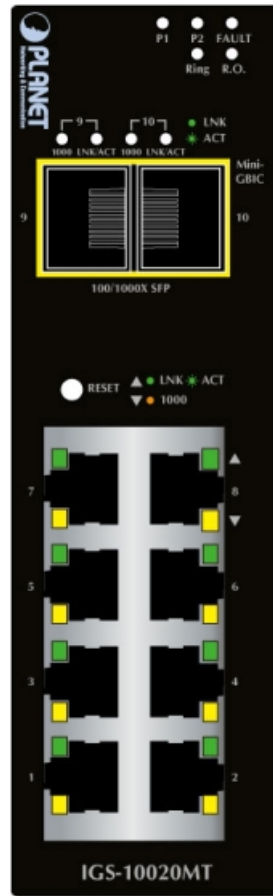 PLANET
Networking & Communication
P1 P2 FAULT
Ring R.O.
9 10 LNK
1000 LNK/ACT 1000 LNK/ACT ACT
Mini-
GBIC
9 10
100/1000X SFP
RESET LNK ACT
1000
7 8
5 6
3 4
1 2
IGS-10020MT